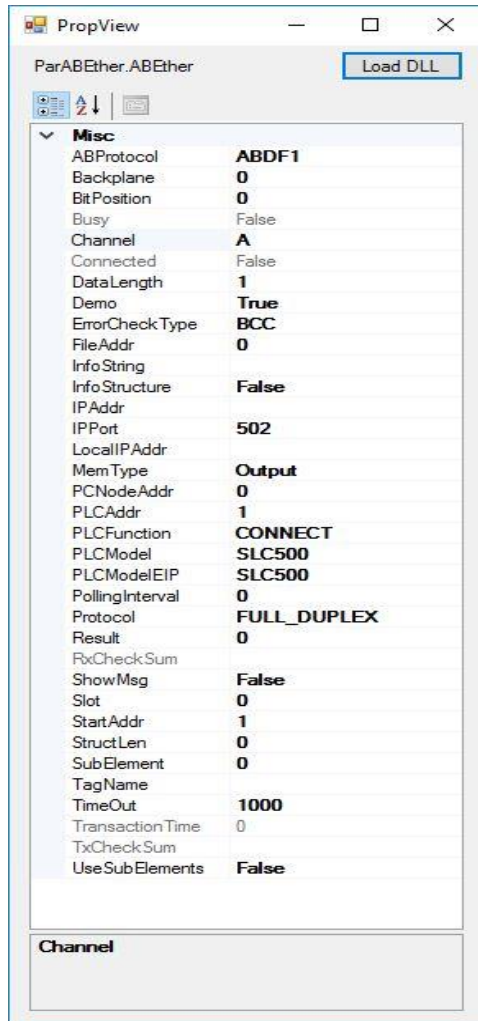 PropView
ParABEther.ABEther Load DLL
Misc
ABProtocol ABDF1
Backplane 0
BitPosition 0
Busy False
Channel A
Connected False
DataLength 1
Demo True
ErrorCheckType BCC
FileAddr 0
InfoString
InfoStructure False
IPAddr
IPPort 502
LocalIPAddr
MemType Output
PCNodeAddr 0
PLCAddr 1
PLCFunction CONNECT
PLCModel SLC500
PLCModelEIP SLC500
PollingInterval 0
Protocol FULL_DUPLEX
Result 0
RxCheckSum
ShowMsg False
Slot 0
StartAddr 1
StructLen 0
SubElement 0
TagName
TimeOut 1000
TransactionTime 0
TxCheckSum
UseSubElements False
Channel